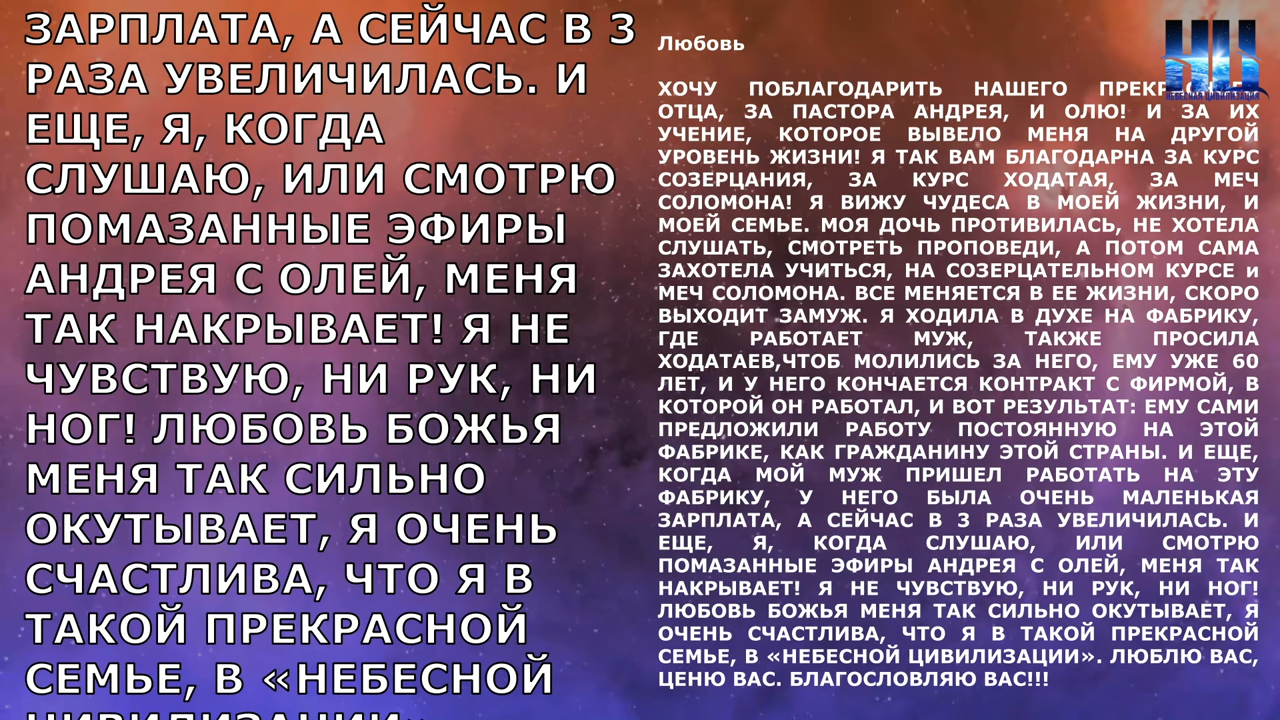 ЗАРПЛАТА, А СЕЙЧАС В 3
РАЗА УВЕЛИЧИЛАСЬ. И
ЕЩЕ, Я, КОГДА
СЛУШАЮ, ИЛИ СМОТРЮ
ПОМАЗАННЫЕ ЭФИРЫ
АНДРЕЯ С ОЛЕЙ, МЕНЯ
ТАК НАКРЫВАЕТ! Я НЕ
ЧУВСТВУЮ, НИ РУК, НИ
НОГ! ЛЮБОВЬ БОЖЬЯ
МЕНЯ ТАК СИЛЬНО
ОКУТЫВАЕТ, Я ОЧЕНЬ
СЧАСТЛИВА, ЧТО Я В
ТАКОЙ ПРЕКРАСНОЙ
СЕМЬЕ, В «НЕБЕСНОЙ
ЦИВИЛИЗАЦИИ».
Любовь
ХОЧУ ПОБЛАГОДАРИТЬ НАШЕГО
ОТЦА, ЗА ПАСТОРА АНДРЕЯ, И ОЛЮ! И ЗА ИХ
УЧЕНИЕ, КОТОРОЕ ВЫВЕЛО МЕНЯ НА ДРУГОЙ
УРОВЕНЬ ЖИЗНИ! Я ТАК ВАМ БЛАГОДАРНА ЗА КУРС
СОЗЕРЦАНИЯ, ЗА КУРС ХОДАТАЯ, ЗА МЕЧ
СОЛОМОНА! Я ВИЖУ ЧУДЕСА В МОЕЙ ЖИЗНИ, И
МОЕЙ СЕМЬЕ. МОЯ ДОЧЬ ПРОТИВИЛАСЬ, НЕ ХОТЕЛА
СЛУШАТЬ, СМОТРЕТЬ ПРОПОВЕДИ, А ПОТОМ САМА
ЗАХОТЕЛА УЧИТЬСЯ, НА СОЗЕРЦАТЕЛЬНОМ КУРСЕ и
МЕЧ СОЛОМОНА. ВСЕ МЕНЯЕТСЯ В ЕЕ ЖИЗНИ, СКОРО
ВЫХОДИТ ЗАМУЖ. Я ХОДИЛА В ДУХЕ НА ФАБРИКУ,
ГДЕ РАБОТАЕТ МУЖ, ТАКЖЕ ПРОСИЛА
ХОДАТАЕВ,ЧТОБ МОЛИЛИСЬ ЗА НЕГО, ЕМУ УЖЕ 60
ЛЕТ, И У НЕГО КОНЧАЕТСЯ КОНТРАКТ С ФИРМОЙ, В
КОТОРОЙ ОН РАБОТАЛ, И ВОТ РЕЗУЛЬТАТ: ЕМУ САМИ
ПРЕДЛОЖИЛИ РАБОТУ ПОСТОЯННУЮ НА ЭТОЙ
ФАБРИКЕ, КАК ГРАЖДАНИНУ ЭТОЙ СТРАНЫ. И ЕЩЕ,
КОГДА МОЙ МУЖ ПРИШЕЛ РАБОТАТЬ НА ЭТУ
ФАБРИКУ, У НЕГО БЫЛА ОЧЕНЬ МАЛЕНЬКАЯ
ЗАРПЛАТА, А СЕЙЧАС В 3 РАЗА УВЕЛИЧИЛАСЬ. И
ЕЩЕ, Я, КОГДА СЛУШАЮ, ИЛИ СМОТРЮ
ПОМАЗАННЫЕ ЭФИРЫ АНДРЕЯ С ОЛЕЙ, МЕНЯ ТАК
НАКРЫВАЕТ! Я НЕ ЧУВСТВУЮ, НИ РУК, НИ НОГ!
ЛЮБОВЬ БОЖЬЯ МЕНЯ ТАК СИЛЬНО ОКУТЫВАЕТ, Я
ОЧЕНЬ СЧАСТЛИВА, ЧТО Я В ТАКОЙ ПРЕКРАСНОЙ
СЕМЬЕ, В «НЕБЕСНОЙ ЦИВИЛИЗАЦИИ». ЛЮБЛЮ ВАС,
ЦЕНЮ ВАС. БЛАГОСЛОВЛЯЮ ВАС!!!
НЦ
НЕБЕСНАЯ ЦИВИЛИЗАЦИЯ